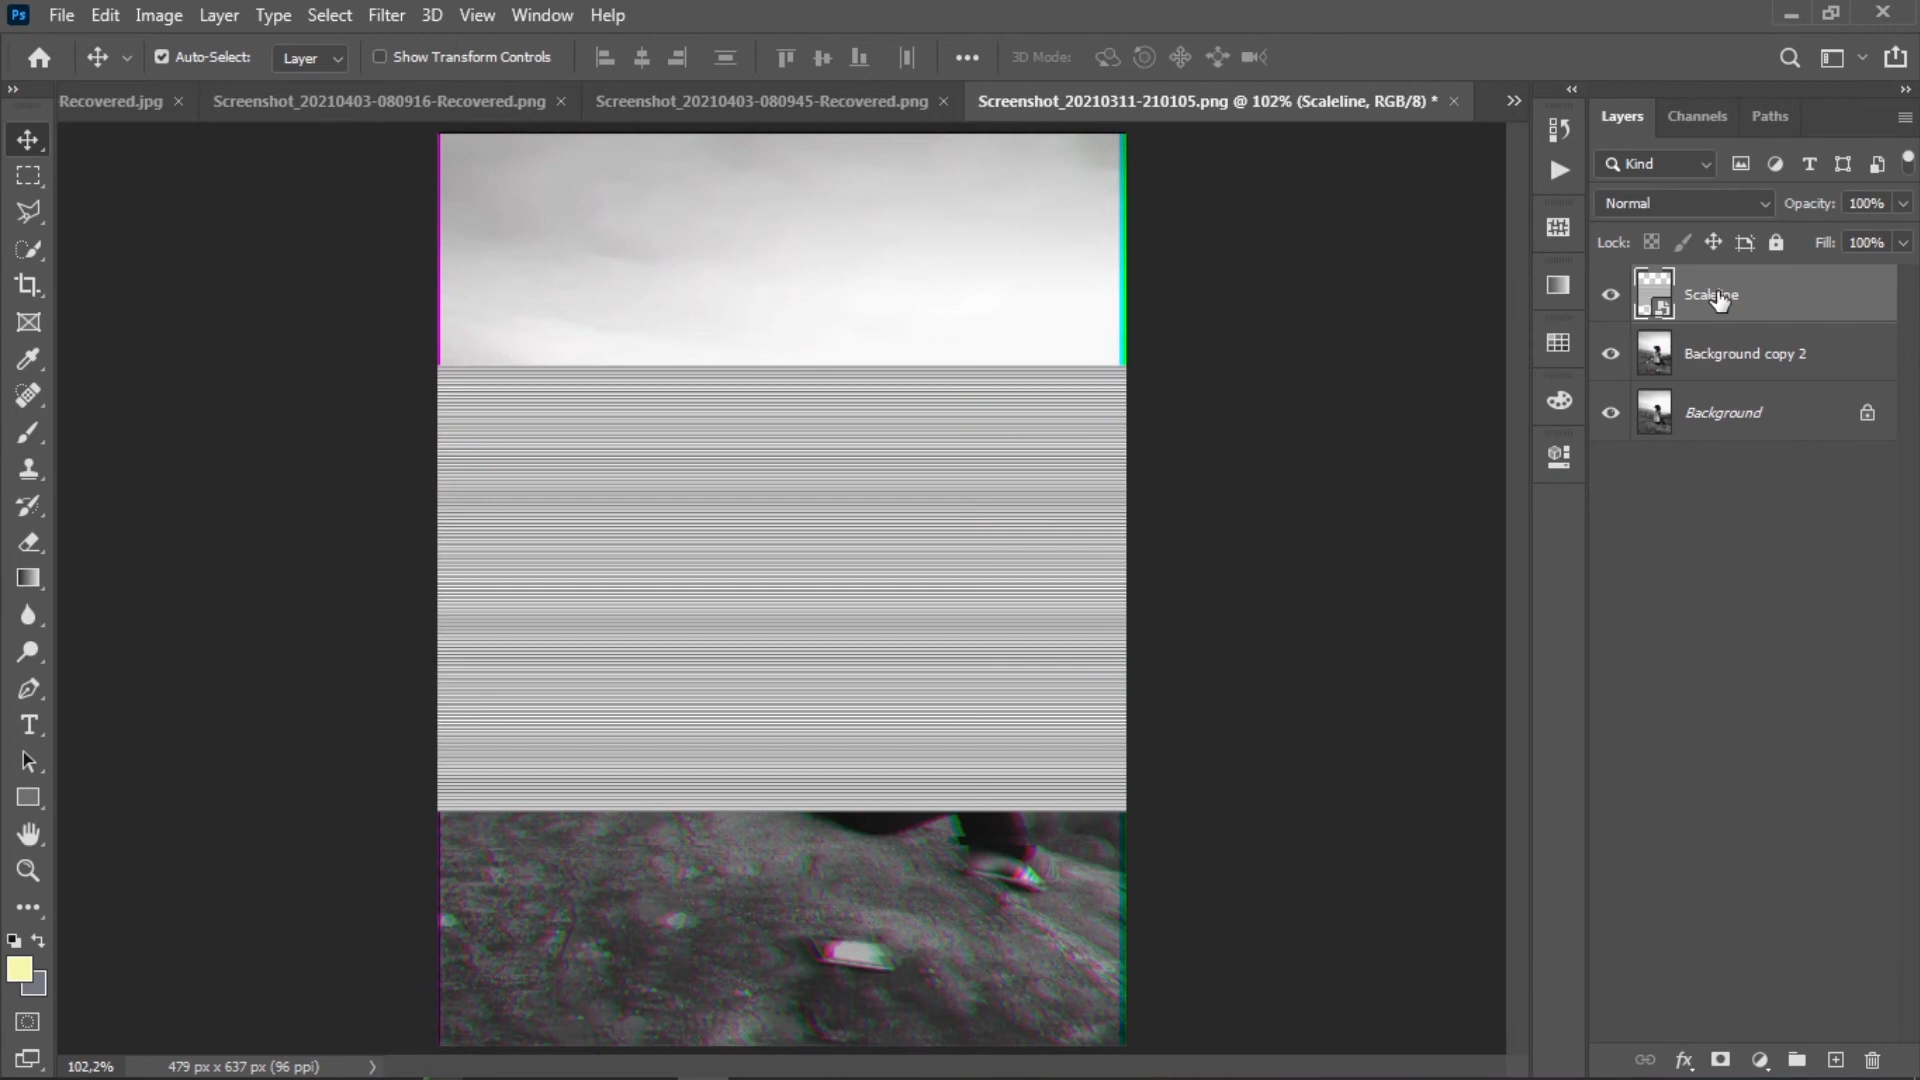 Ps File Edit Image Layer Type Select Filter 3D View Window Help
Auto-Select: Layer Show Transform Controls 3D Mode:
Recovered.jpg Screenshot_20210403-080916-Recovered.png Screenshot_20210403-080945-Recovered.png Screenshot_20210311-210105.png @ 102% (Scaleline, RGB/8) *
Layers Channels Paths
Kind
Normal Opacity: 100%
Lock: Fill: 100%
Scaleline
Background copy 2
Background
102,2% 479 px x 637 px (96 ppi)